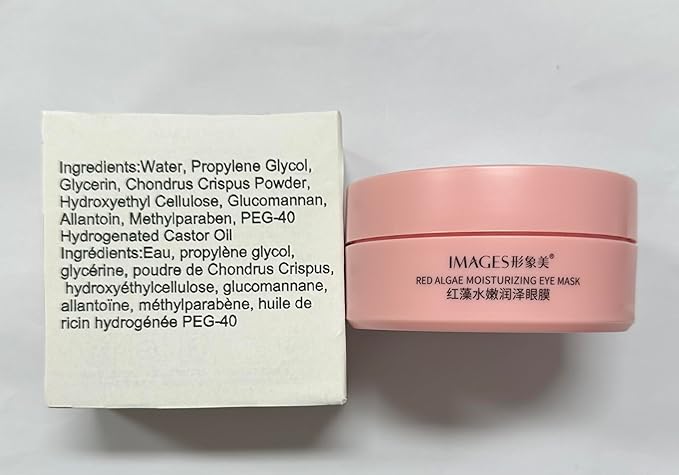 Ingredients:Water, Propylene Glycol,
Glycerin, Chondrus Crispus Powder,
Hydroxyethyl Cellulose, Glucomannan,
Allantoin, Methylparaben, PEG-40
Hydrogenated Castor Oil
Ingrédients:Eau, propylène glycol,
glycérine, poudre de Chondrus Crispus,
hydroxyéthylcellulose, glucomannane,
allantoïne, méthylparabène, huile de
ricin hydrogénée PEG-40
IMAGES形象美®
RED ALGAE MOISTURIZING EYE MASK
红藻水嫩润泽眼膜